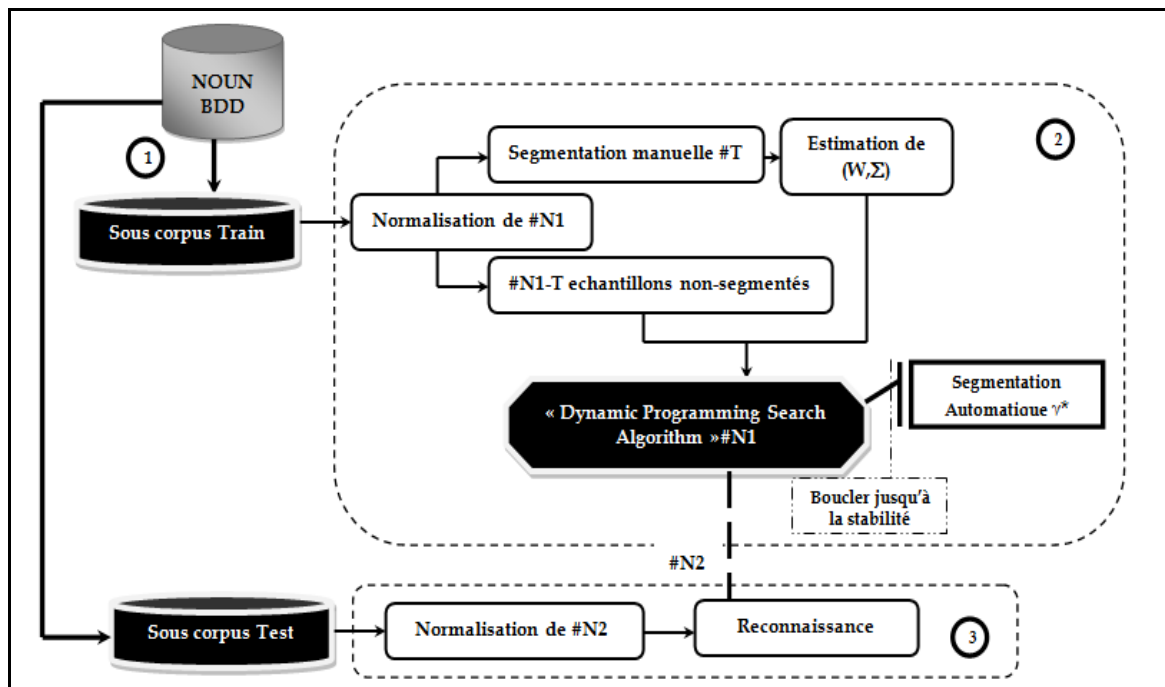 NOUN
BDD
1
Sous corpus Train
Normalisation de #N1
Segmentation manuelle #T
Estimation de
(W,Σ)
2
#N1-T echantillons non-segmentés
« Dynamic Programming Search
Algorithm »#N1
Segmentation
Automatique γ*
Boucler jusqu’à
la stabilité
#N2
Sous corpus Test
Normalisation de #N2
Reconnaissance
3